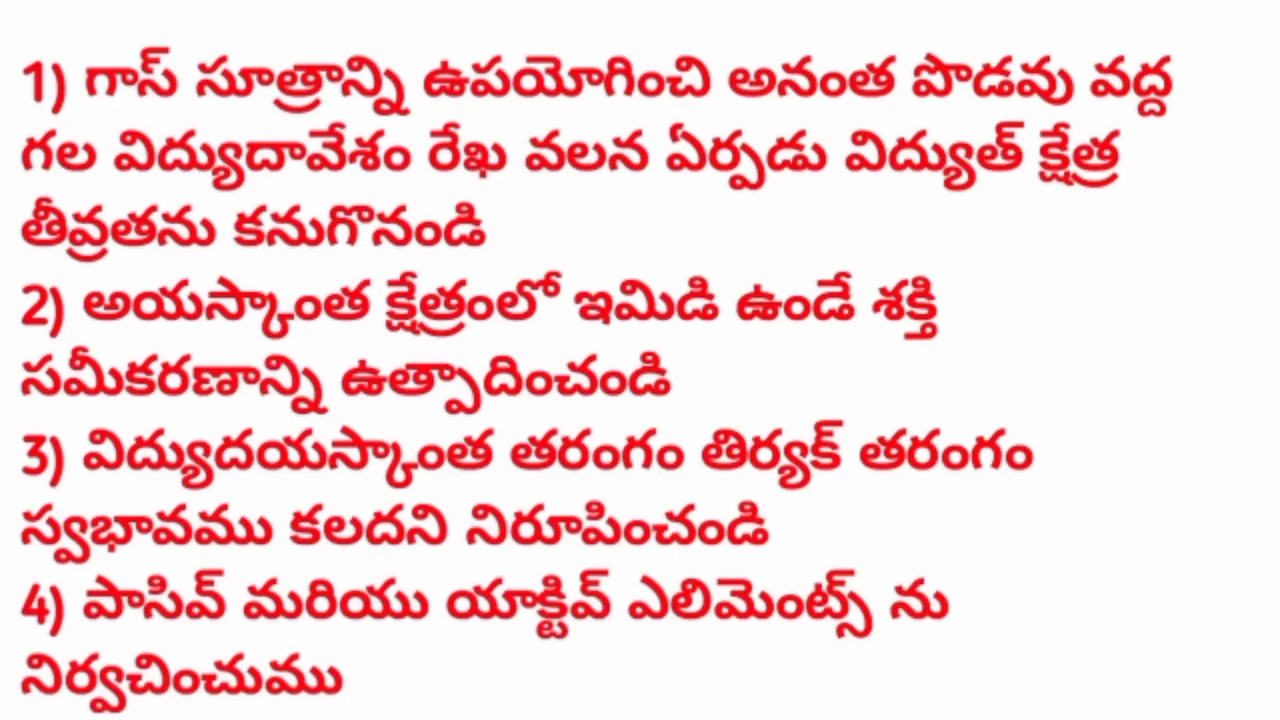 1) గాస్ సూత్రాన్ని ఉపయోగించి అనంత పొడవు వద్ద
గల విద్యుదావేశం రేఖ వలన ఏర్పడు విద్యుత్ క్షేత్ర
తీవ్రతను కనుగొనండి
2) అయస్కాంత క్షేత్రంలో ఇమిడి ఉండే శక్తి
సమీకరణాన్ని ఉత్పాదించండి
3) విద్యుదయస్కాంత తరంగం తిర్యక్ తరంగం
స్వభావము కలదని నిరూపించండి
4) పాసివ్ మరియు యాక్టివ్ ఎలిమెంట్స్ ను
నిర్వచించుము